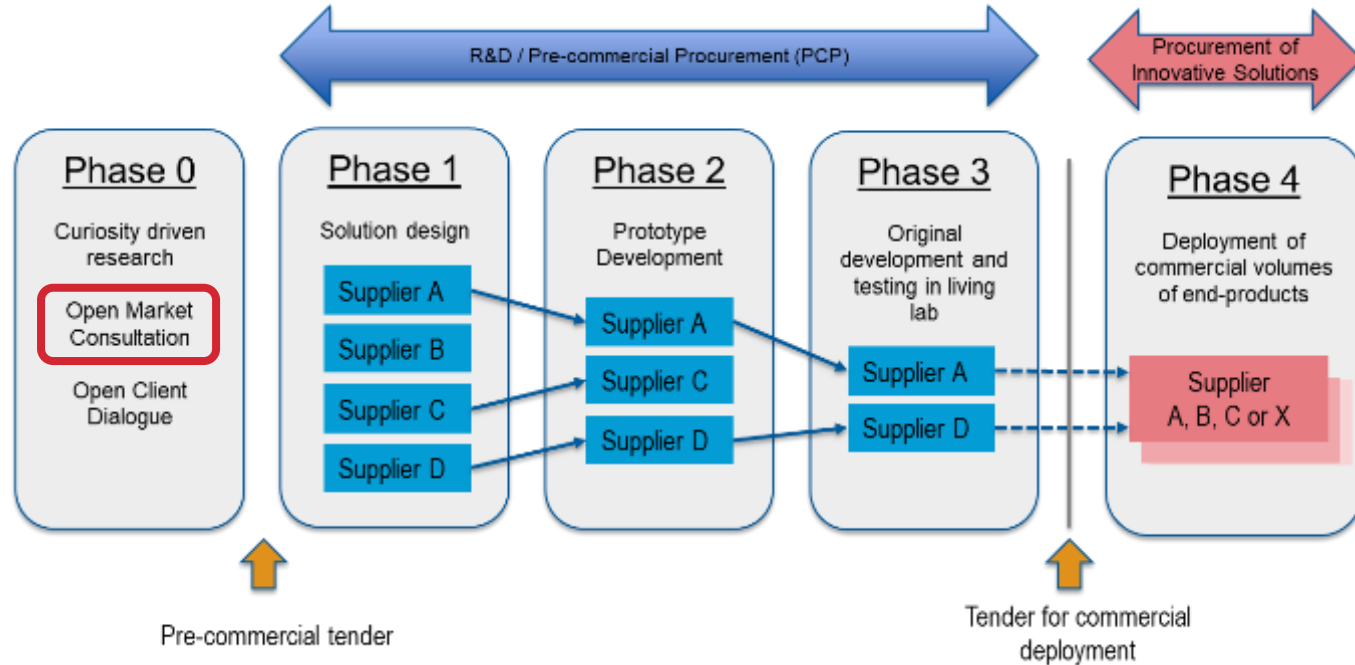 R&D / Pre-commercial Procurement (PCP)
Procurement of
Innovative Solutions
Phase 0
Curiosity driven
research
Open Market
Consultation
Open Client
Dialogue
Phase 1
Solution design
Supplier A
Supplier B
Supplier C
Supplier D
Phase 2
Prototype
Development
Supplier A
Supplier C
Supplier D
Phase 3
Original
development and
testing in living
lab
Supplier A
Supplier D
Phase 4
Deployment of
commercial volumes
of end-products
Supplier
A, B, C or X
Pre-commercial tender
Tender for commercial
deployment